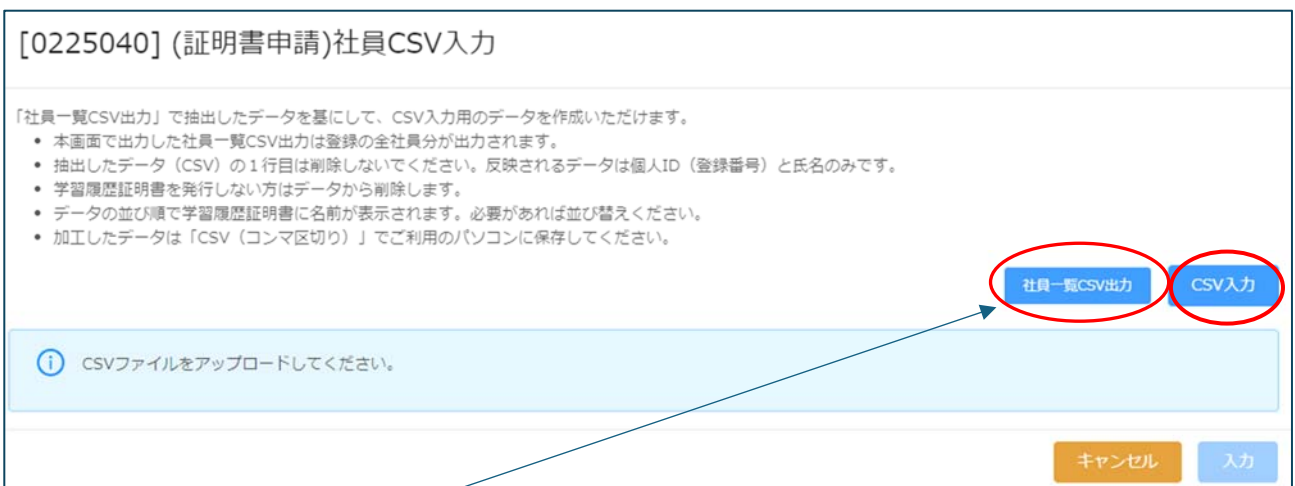 [0225040] (証明書申請)社員CSV入力
「社員一覧CSV出力」で抽出したデータを基にして、CSV入力用のデータを作成いただけます。
• 本画面で出力した社員一覧CSV出力は登録の全社員分が出力されます。
• 抽出したデータ（CSV）の１行目は削除しないでください。反映されるデータは個人ID（登録番号）と氏名のみです。
• 学習履歴証明書を発行しない方はデータから削除します。
• データの並び順で学習履歴証明書に名前が表示されます。必要があれば並び替えください。
• 加工したデータは「CSV（コンマ区切り）」でご利用のパソコンに保存してください。
社員一覧CSV出力 CSV入力
CSVファイルをアップロードしてください。
キャンセル 入力